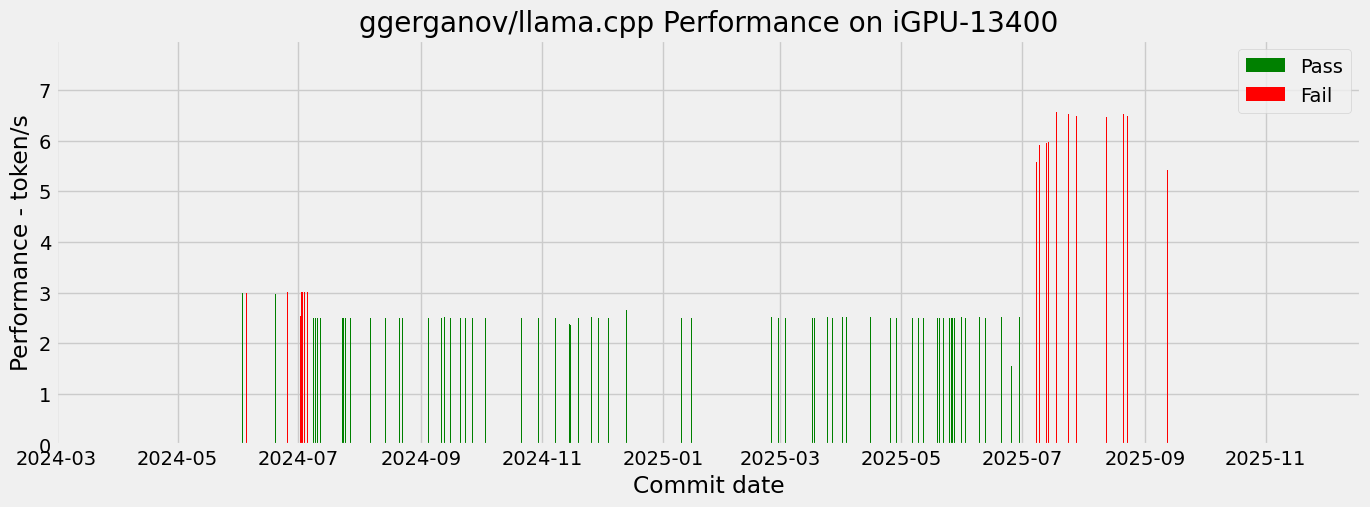 ggerganov/llama.cpp Performance on iGPU-13400
Pass
Fail
Performance - token/s
7
6
5
4
3
2
1
0
2024-03 2024-05 2024-07 2024-09 2024-11 2025-01 2025-03 2025-05 2025-07 2025-09 2025-11
Commit date